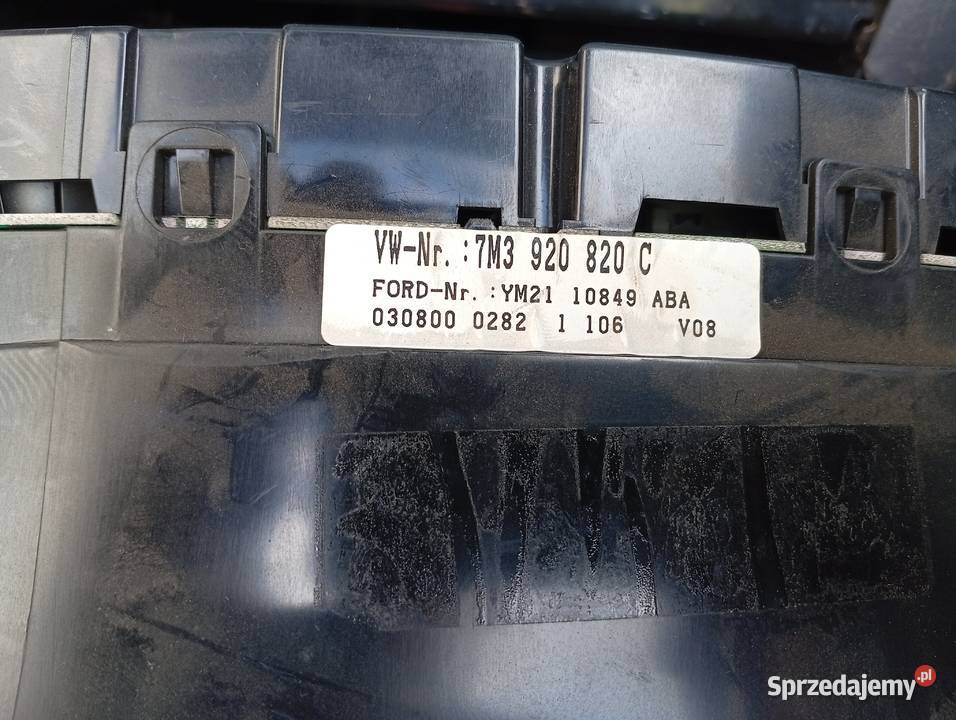 VW-Nr.:7M3 920 820 C
FORD-Nr.:YM21 10849 ABA
030800 0282 1 106 V08
Sprzedajemy.pl